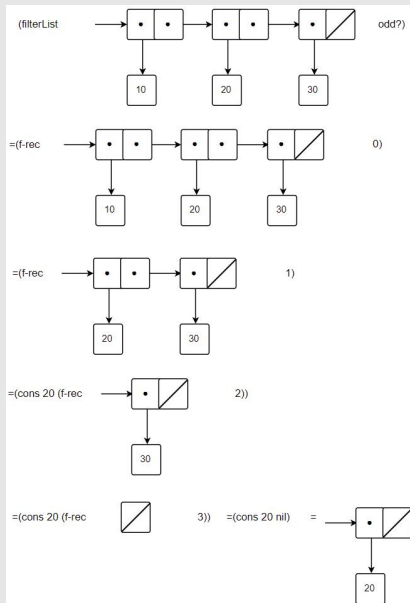 (filterList odd?)
10 20 30
=(f-rec 0)
10 20 30
=(f-rec 1)
20 30
=(cons 20 (f-rec 2))
30
=(cons 20 (f-rec 3)) =(cons 20 nil) =
20